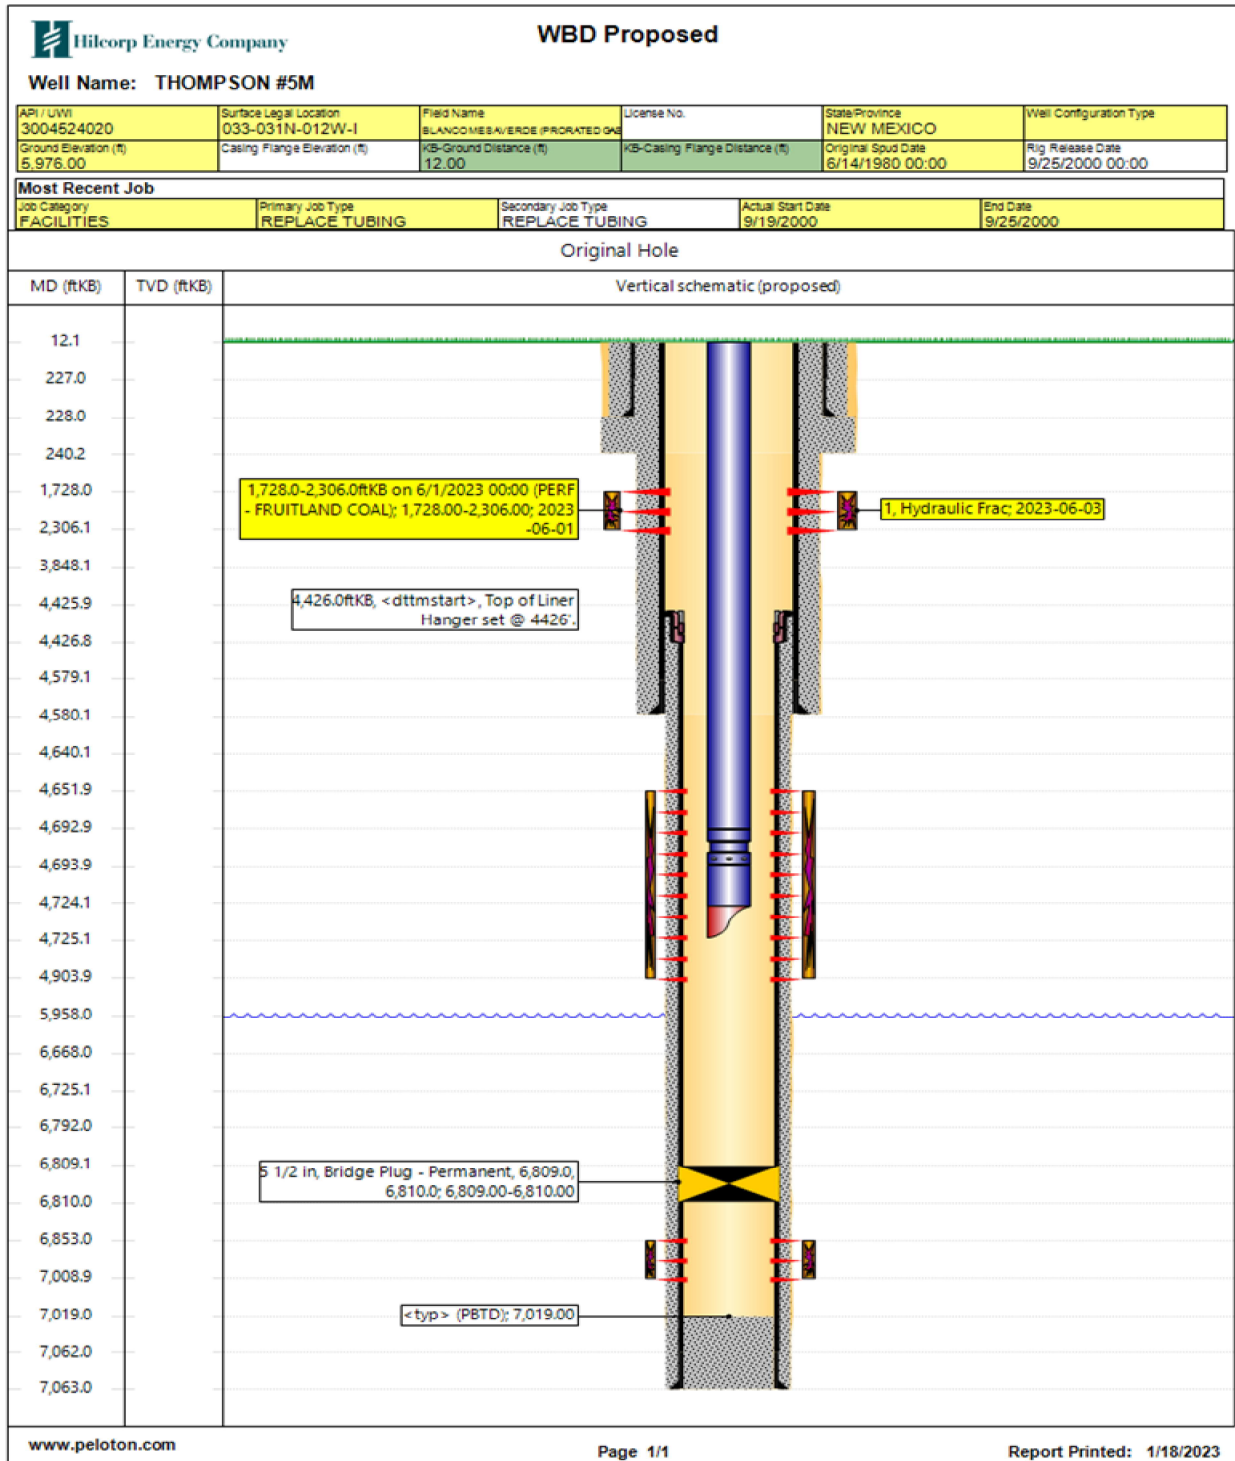 Hilcorp Energy Company
WBD Proposed
Well Name: THOMPSON #5M
API / UWI
3004524020
Surface Legal Location
033-031N-012W-I
Field Name
BLANCO MESAVERDE (PRORATED GAS
License No.
State/Province
NEW MEXICO
Well Configuration Type
Ground Elevation (ft)
5,976.00
Casing Flange Elevation (ft)
KB-Ground Distance (ft)
12.00
KB-Casing Flange Distance (ft)
Original Spud Date
6/14/1980 00:00
Rig Release Date
9/25/2000 00:00
Most Recent Job
Job Category
FACILITIES
Primary Job Type
REPLACE TUBING
Secondary Job Type
REPLACE TUBING
Actual Start Date
9/19/2000
End Date
9/25/2000
Original Hole
MD (ftKB)
TVD (ftKB)
Vertical schematic (proposed)
12.1
227.0
228.0
240.2
1,728.0
1,728.0-2,306.0ftKB on 6/1/2023 00:00 (PERF
- FRUITLAND COAL); 1,728.00-2,306.00; 2023
-06-01
1, Hydraulic Frac; 2023-06-03
2,306.1
3,848.1
4,425.9
4,426.0ftKB, <dttmstart>, Top of Liner
Hanger set @ 4426'.
4,426.8
4,579.1
4,580.1
4,640.1
4,651.9
4,692.9
4,693.9
4,724.1
4,725.1
4,903.9
5,958.0
6,668.0
6,725.1
6,792.0
6,809.1
5 1/2 in, Bridge Plug - Permanent, 6,809.0,
6,810.0; 6,809.00-6,810.00
6,810.0
6,853.0
7,008.9
7,019.0
<typ> (PBTD); 7,019.00
7,062.0
7,063.0
www.peloton.com
Page 1/1
Report Printed: 1/18/2023